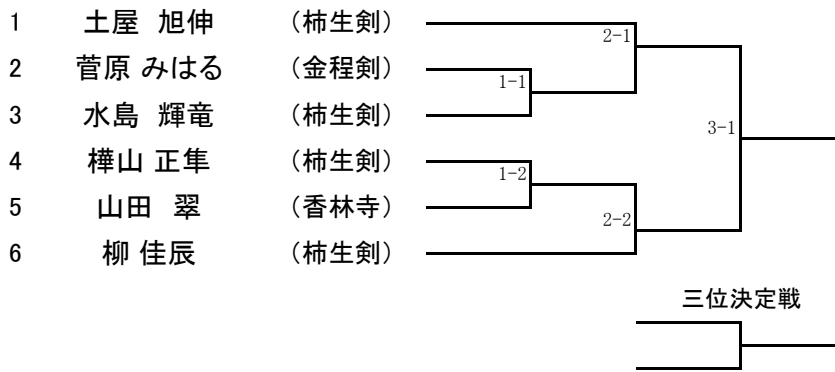 1 土屋 旭伸 (柿生剣)
2-1
2 菅原 みはる (金程剣)
1-1
3 水島 輝竜 (柿生剣)
3-1
4 樺山 正隼 (柿生剣)
1-2
5 山田 翠 (香林寺)
2-2
6 柳 佳辰 (柿生剣)
三位決定戦